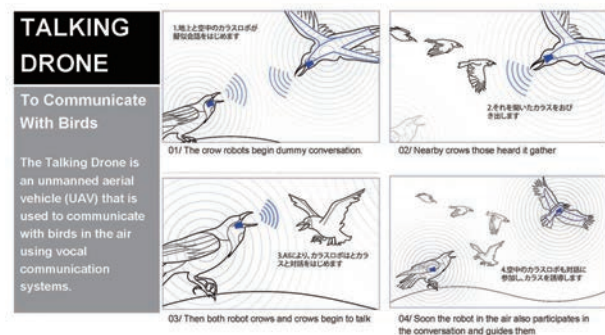 TALKING
DRONE
To Communicate
With Birds
The Talking Drone is
an unmanned aerial
vehicle (UAV) that is
used to communicate
with birds in the air
using vocal
communication
systems.
1.地上と空中のカラスロボが
擬似会話をはじめます
01/ The crow robots begin dummy conversation.
2.それを聞いたカラスをおび
き出します
02/ Nearby crows those heard it gather
により、カラスロボはとカラ
スと対話をはじめます
03/ Then both robot crows and crows begin to talk
4.空中のカラスロボも対話に
参加し、カラスを誘導します
04/ Soon the robot in the air also participates in
the conversation and guides them